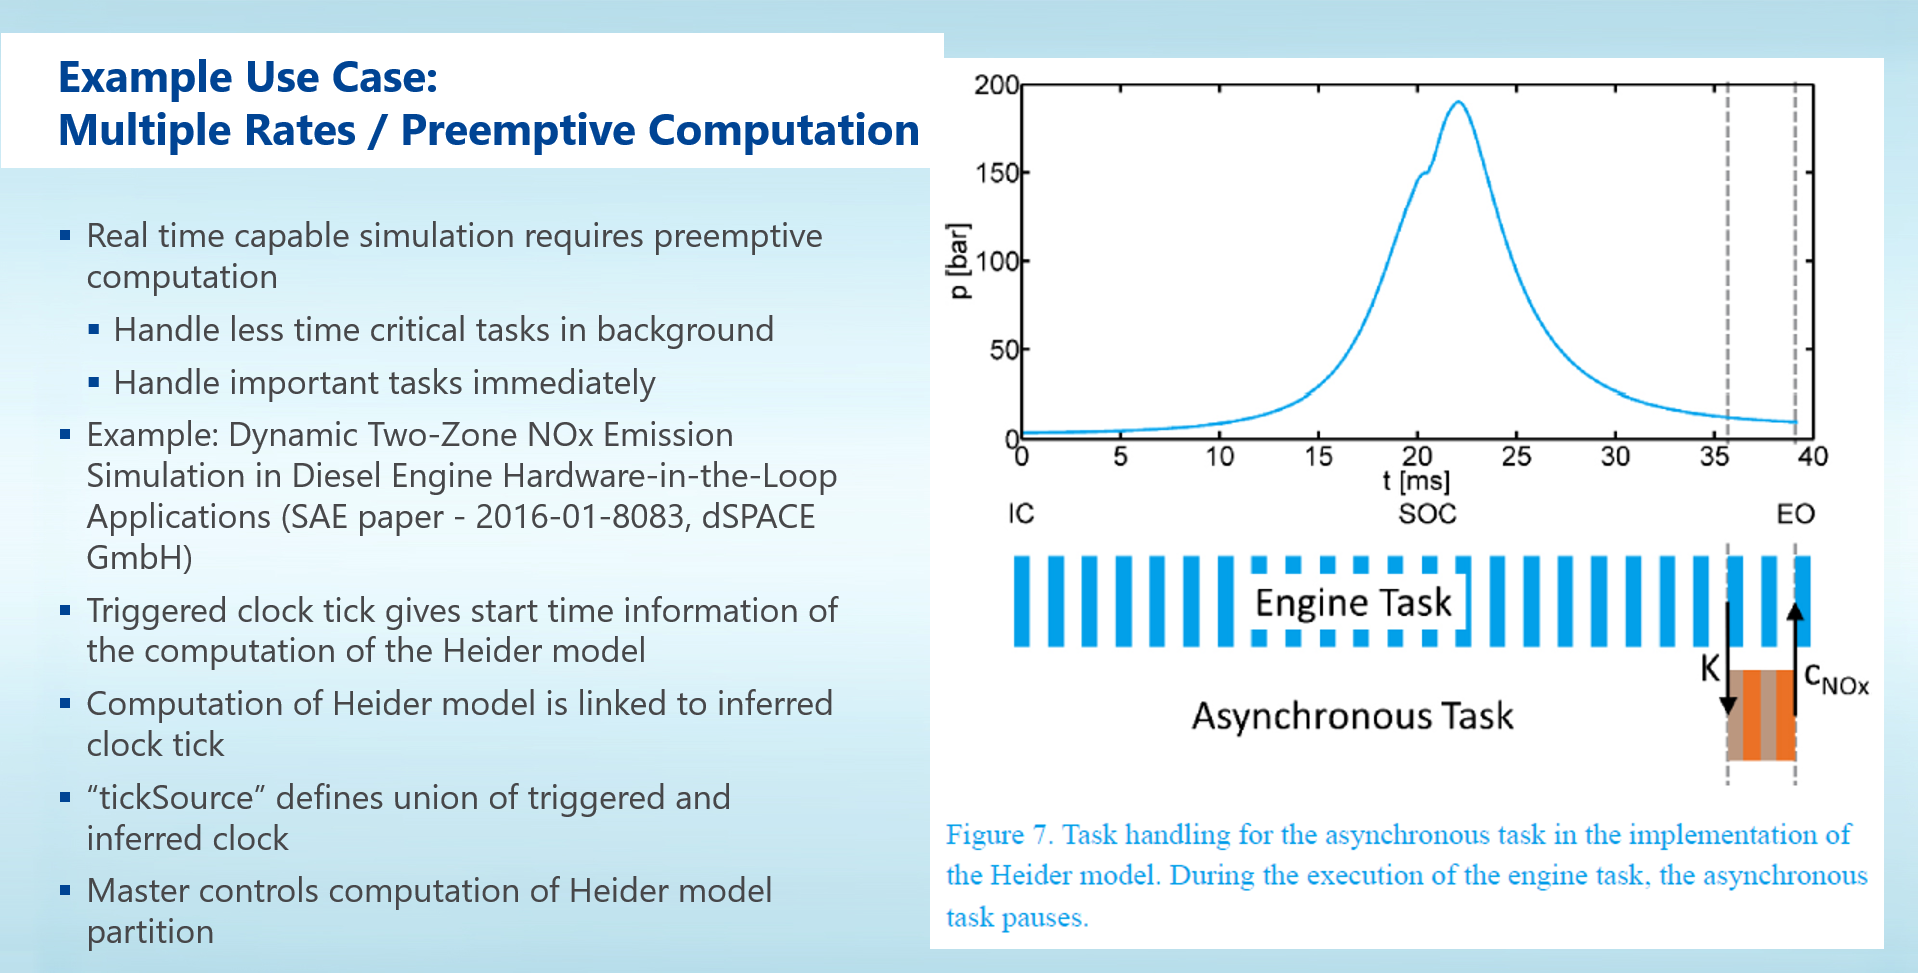 Example Use Case:
Multiple Rates / Preemptive Computation
▪ Real time capable simulation requires preemptive
computation
▪ Handle less time critical tasks in background
▪ Handle important tasks immediately
▪ Example: Dynamic Two-Zone NOx Emission
Simulation in Diesel Engine Hardware-in-the-Loop
Applications (SAE paper - 2016-01-8083, dSPACE
GmbH)
▪ Triggered clock tick gives start time information of
the computation of the Heider model
▪ Computation of Heider model is linked to inferred
clock tick
▪ “tickSource” defines union of triggered and
inferred clock
▪ Master controls computation of Heider model
partition
200
150
100
50
0
p [bar]
0 5 10 15 20 25 30 35 40
t [ms]
IC SOC EO
Engine Task
K cNOx
Asynchronous Task
Figure 7. Task handling for the asynchronous task in the implementation of
the Heider model. During the execution of the engine task, the asynchronous
task pauses.